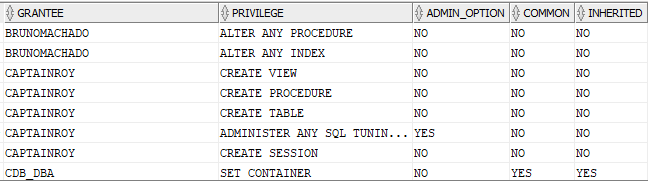 GRANTEE PRIVILEGE ADMIN_OPTION COMMON INHERITED
BRUNOMACHADO ALTER ANY PROCEDURE NO NO NO
BRUNOMACHADO ALTER ANY INDEX NO NO NO
CAPTAINROY CREATE VIEW NO NO NO
CAPTAINROY CREATE PROCEDURE NO NO NO
CAPTAINROY CREATE TABLE NO NO NO
CAPTAINROY ADMINISTER ANY SQL TUNIN... YES NO NO
CAPTAINROY CREATE SESSION NO NO NO
CDB_DBA SET CONTAINER NO YES YES